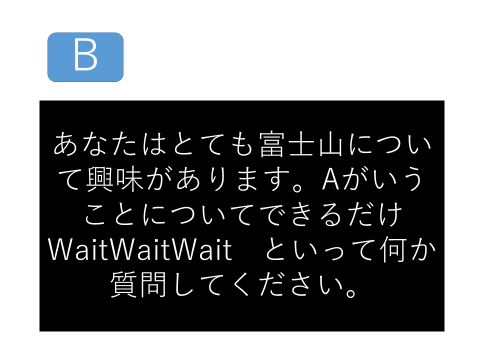 B
あなたはとても富士山につい
て興味があります。Aがいう
ことについてできるだけ
WaitWaitWait　といって何か
質問してください。